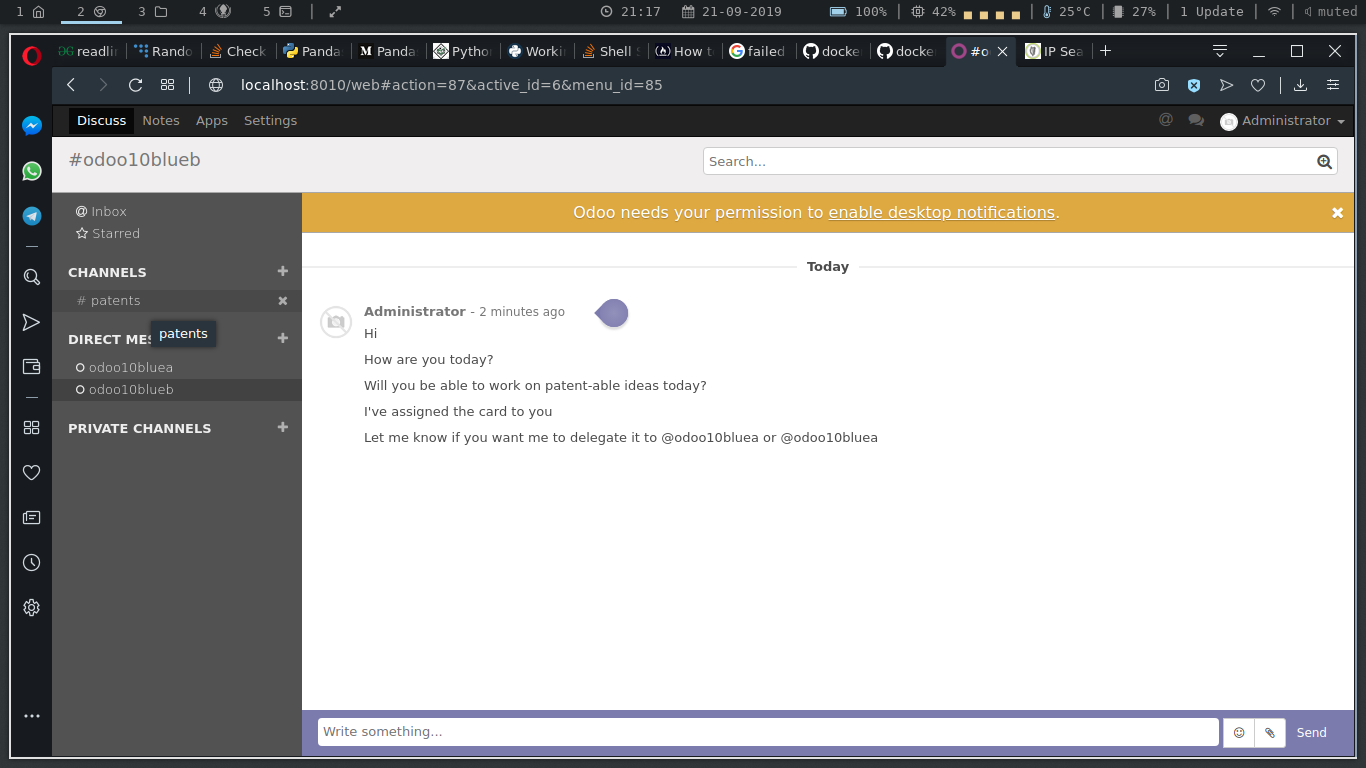 1 2 3 4 5 21:17 21-09-2019 100% 42% 25°C 27% 1 Update muted
readlin Rando Check Panda Panda Pytho Worki Shell How t failed docke docke #o IP Sea
localhost:8010/web#action=87&active_id=6&menu_id=85
Discuss Notes Apps Settings @ Administrator
#odoo10blueb Search...
Inbox
Starred
CHANNELS
# patents
DIRECT MES
patents
odoo10bluea
odoo10blueb
PRIVATE CHANNELS
Odoo needs your permission to enable desktop notifications.
Today
Administrator - 2 minutes ago
Hi
How are you today?
Will you be able to work on patent-able ideas today?
I've assigned the card to you
Let me know if you want me to delegate it to @odoo10bluea or @odoo10bluea
Write something... Send